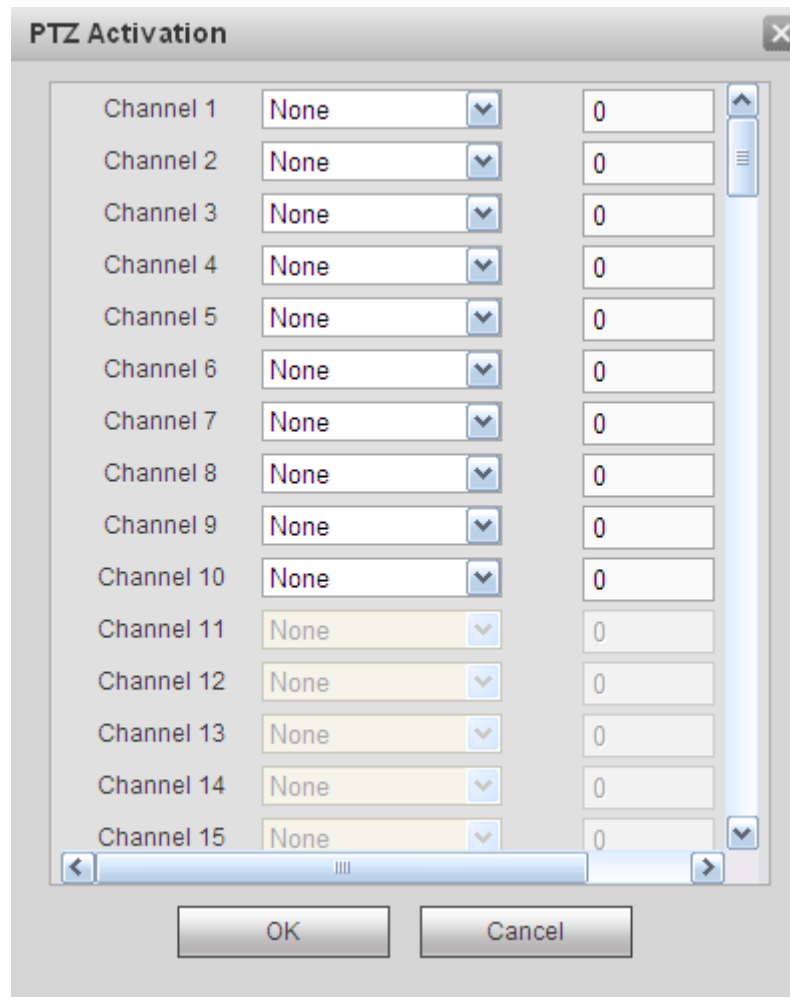 PTZ Activation
Channel 1 None 0
Channel 2 None 0
Channel 3 None 0
Channel 4 None 0
Channel 5 None 0
Channel 6 None 0
Channel 7 None 0
Channel 8 None 0
Channel 9 None 0
Channel 10 None 0
Channel 11 None 0
Channel 12 None 0
Channel 13 None 0
Channel 14 None 0
Channel 15 None 0
OK Cancel